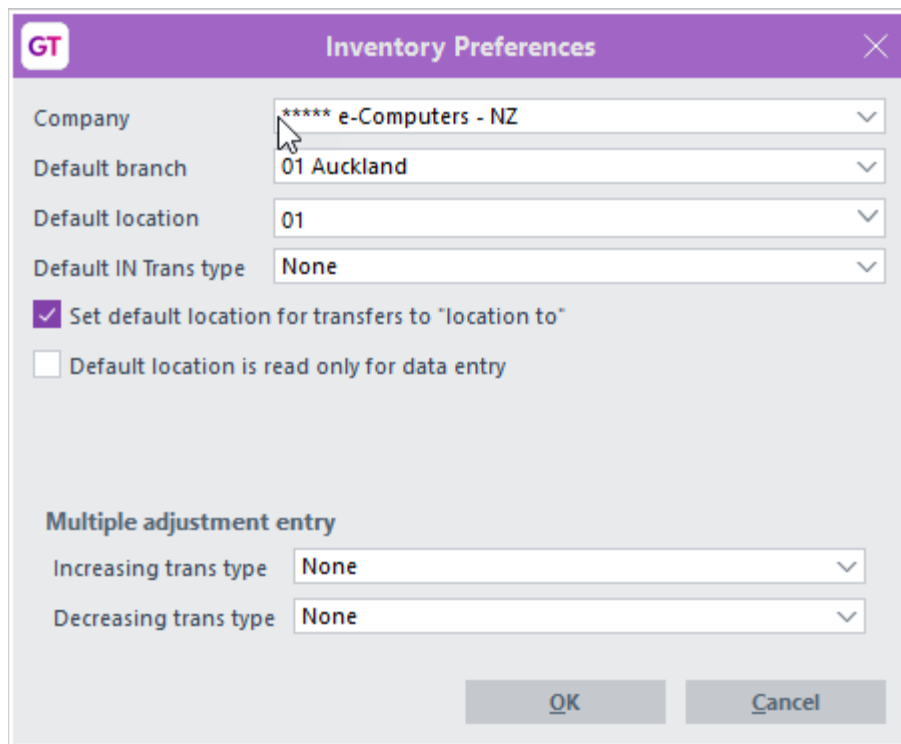 GT Inventory Preferences
Company ***** e-Computers - NZ
Default branch 01 Auckland
Default location 01
Default IN Trans type None
Set default location for transfers to "location to"
Default location is read only for data entry
Multiple adjustment entry
Increasing trans type None
Decreasing trans type None
OK Cancel